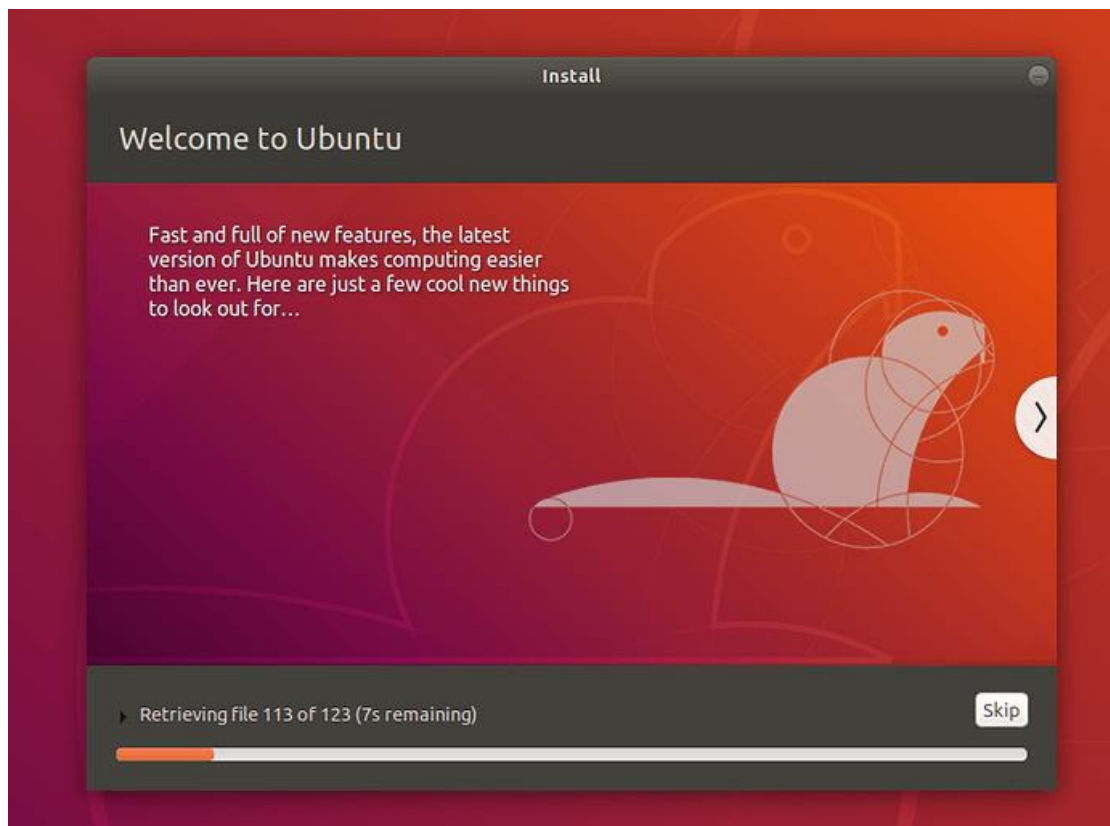 Install
Welcome to Ubuntu
Fast and full of new features, the latest
version of Ubuntu makes computing easier
than ever. Here are just a few cool new things
to look out for…
Retrieving file 113 of 123 (7s remaining)
Skip